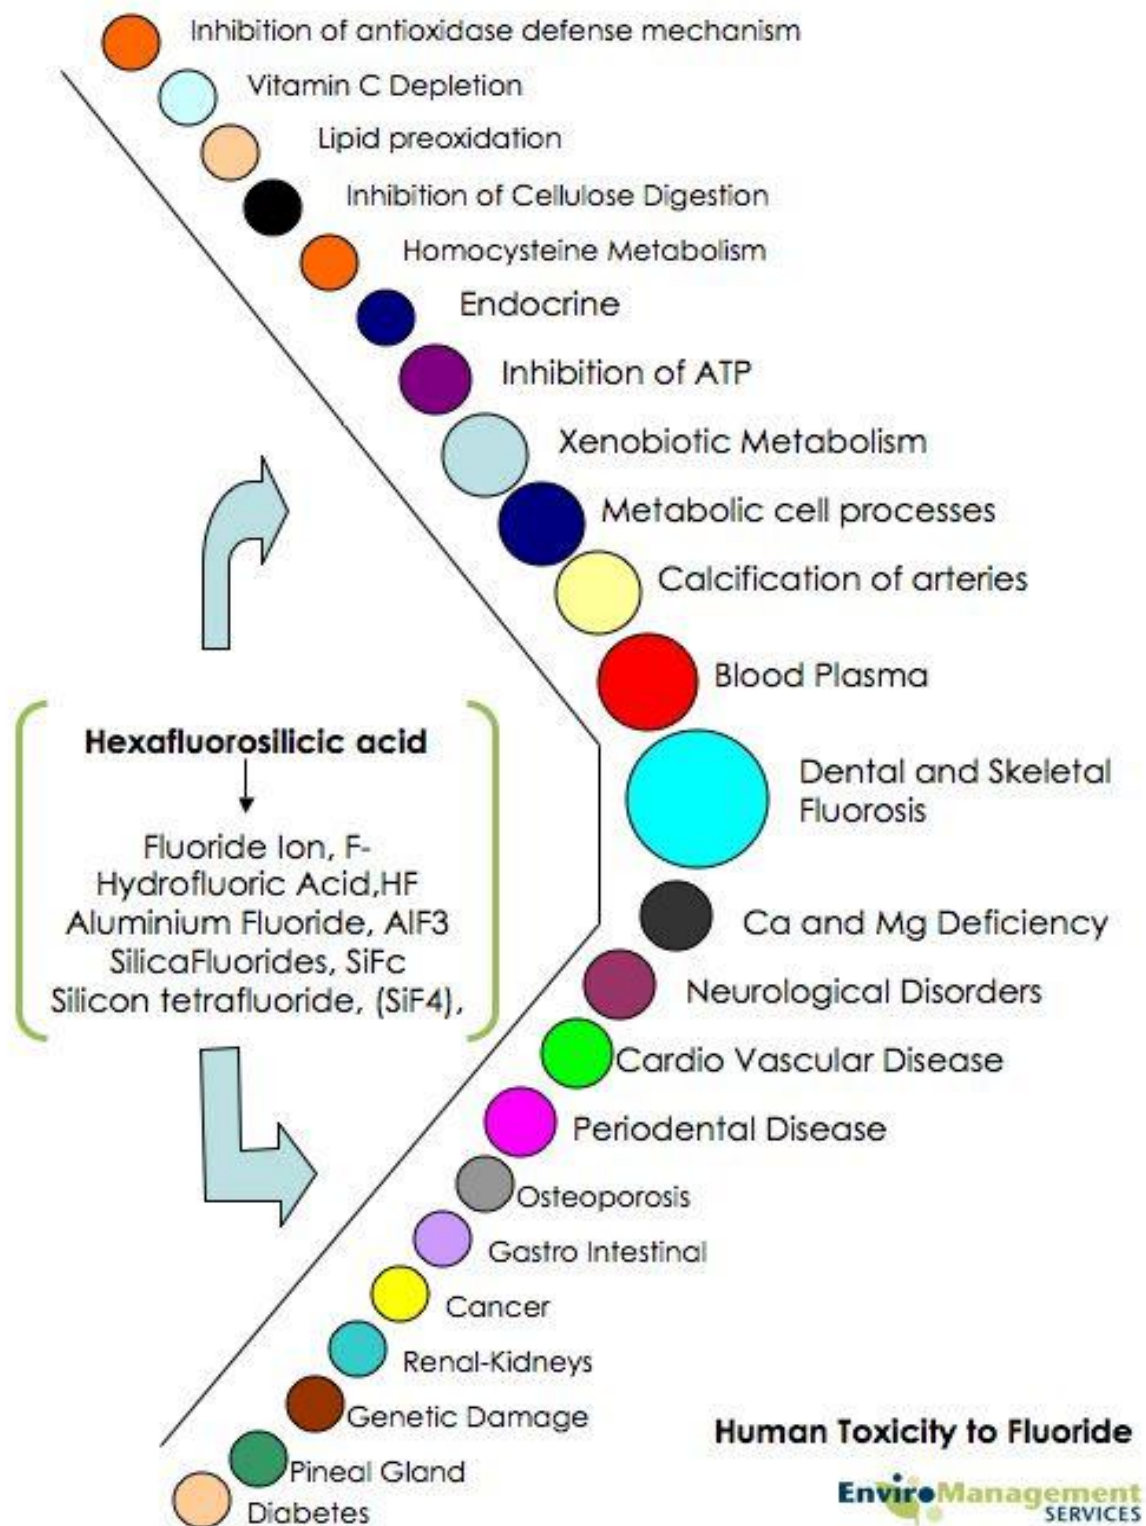 Inhibition of antioxidase defense mechanism
Vitamin C Depletion
Lipid preoxidation
Inhibition of Cellulose Digestion
Homocysteine Metabolism
Endocrine
Inhibition of ATP
Xenobiotic Metabolism
Metabolic cell processes
Calcification of arteries
Blood Plasma
Hexafluorosilicic acid
Fluoride Ion, F-
Hydrofluoric Acid,HF
Aluminium Fluoride, AlF3
SilicaFluorides, SiFc
Silicon tetrafluoride, (SiF4),
Dental and Skeletal
Fluorosis
Ca and Mg Deficiency
Neurological Disorders
Cardio Vascular Disease
Periodental Disease
Osteoporosis
Gastro Intestinal
Cancer
Renal-Kidneys
Genetic Damage
Pineal Gland
Diabetes
Human Toxicity to Fluoride
EnviroManagement
SERVICES